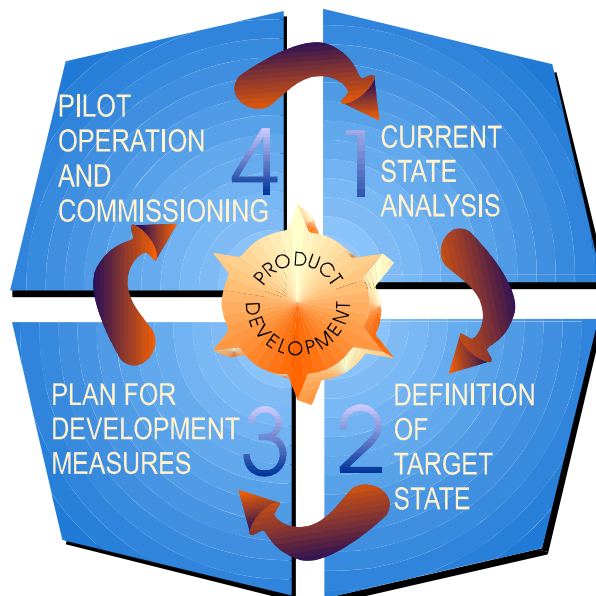 PILOT
OPERATION
AND
COMMISSIONING
4
1
CURRENT
STATE
ANALYSIS
PRODUCT
DEVELOPMENT
PLAN FOR
DEVELOPMENT
MEASURES
3
2
DEFINITION
OF
TARGET
STATE